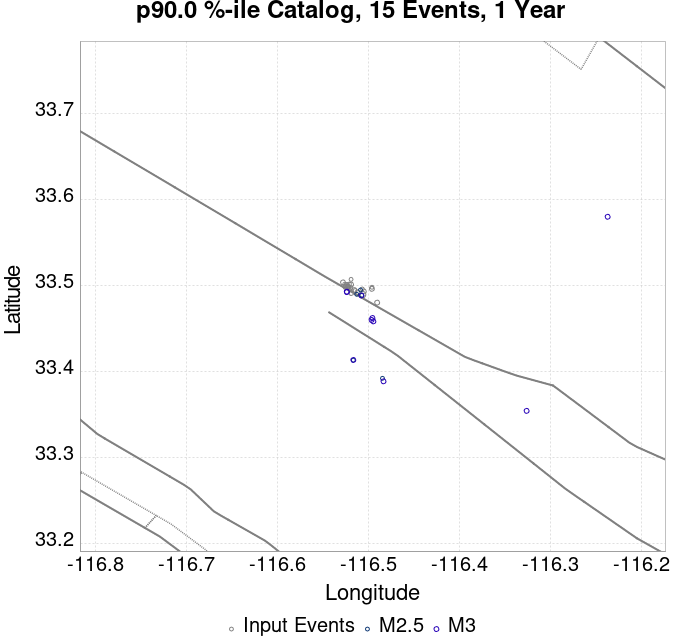 p90.0 %-ile Catalog, 15 Events, 1 Year
33.7
33.6
33.5
33.4
33.3
33.2
Latitude
-116.8 -116.7 -116.6 -116.5 -116.4 -116.3 -116.2
Longitude
Input Events M2.5 M3